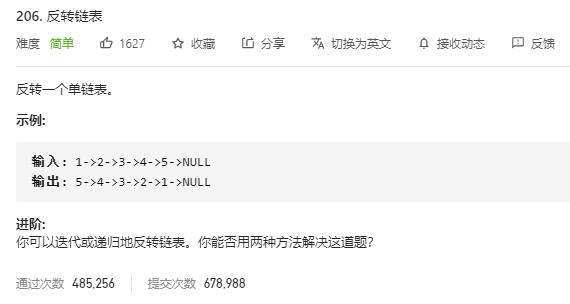 206. 反转链表
难度 简单 1627 收藏 分享 切换为英文 接收动态 反馈
反转一个单链表。
示例:
输入: 1->2->3->4->5->NULL
输出: 5->4->3->2->1->NULL
进阶:
你可以迭代或递归地反转链表。你能否用两种方法解决这道题?
通过次数 485,256 提交次数 678,988